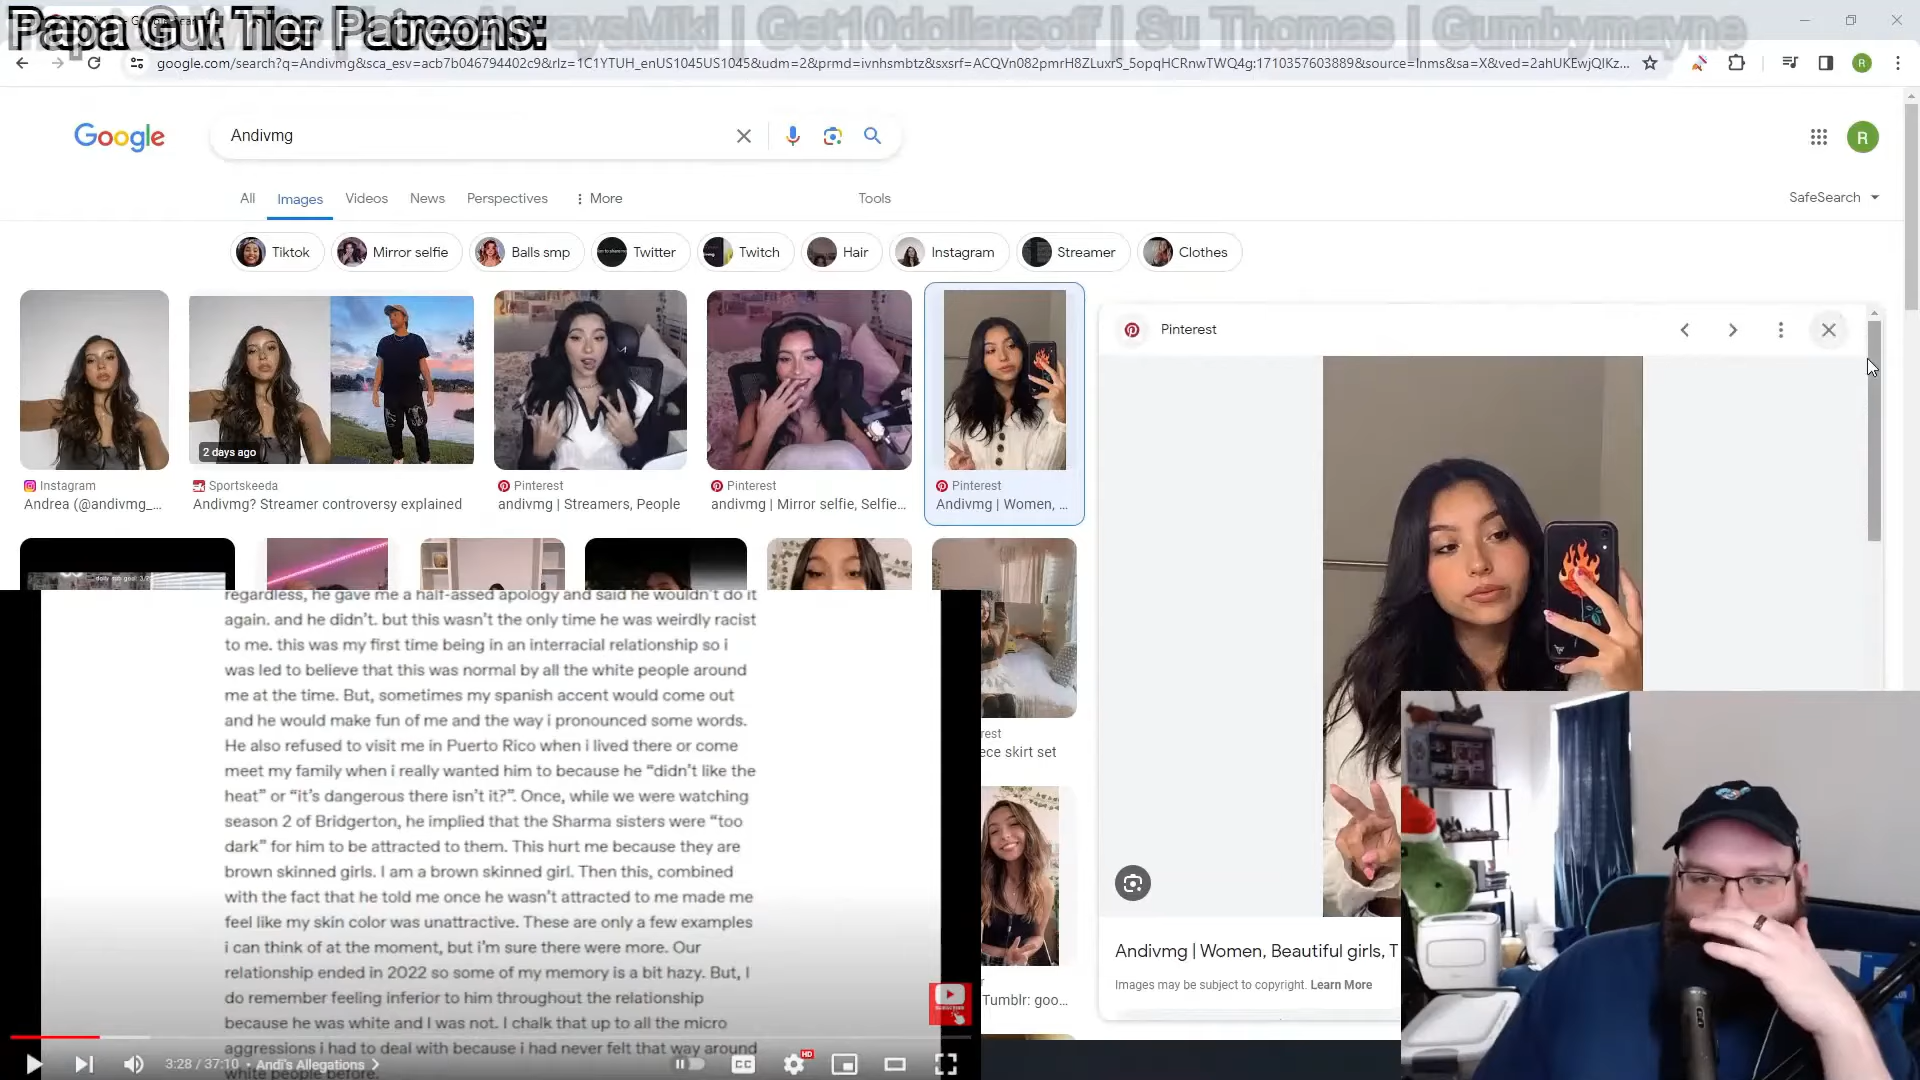 Papa Gut Tier Patreons:
Got10dollarsoff | Su Thomas | Gumbymayne
google.com/search?q=Andivmg&sca_esv=acb7b046794402c9&rlz=1C1YTUH_enUS1045US1045&udm=2&prmd=ivnhsmbtz&sxsrf=ACQVn082pmrH8ZLuxrS_5opqHCRnwTWQ4g:1710357603889&source=lnms&sa=X&ved=2ahUKEwjQIKz...
R
Google
Andivmg
R
All
Images
Videos
News
Perspectives
More
Tools
SafeSearch
Tiktok
Mirror selfie
Balls smp
Twitter
Twitch
Hair
Instagram
Streamer
Clothes
Pinterest
2 days ago
Instagram
Andrea (@andivmg_...
Sportskeeda
Andivmg? Streamer controversy explained
Pinterest
andivmg | Streamers, People
Pinterest
andivmg | Mirror selfie, Selfie...
Pinterest
Andivmg | Women, ...
regardless, he gave me a half-assed apology and said he wouldn't do it
again. and he didn't. but this wasn't the only time he was weirdly racist
to me. this was my first time being in an interracial relationship so i
was led to believe that this was normal by all the white people around
me at the time. But, sometimes my spanish accent would come out
and he would make fun of me and the way i pronounced some words.
He also refused to visit me in Puerto Rico when i lived there or come
meet my family when i really wanted him to because he “didn't like the
heat” or “it's dangerous there isn't it?”. Once, while we were watching
season 2 of Bridgerton, he implied that the Sharma sisters were “too
dark” for him to be attracted to them. This hurt me because they are
brown skinned girls. I am a brown skinned girl. Then this, combined
with the fact that he told me once he wasn't attracted to me made me
feel like my skin color was unattractive. These are only a few examples
i can think of at the moment, but i'm sure there were more. Our
relationship ended in 2022 so some of my memory is a bit hazy. But, I
do remember feeling inferior to him throughout the relationship
because he was white and I was not. I chalk that up to all the micro
aggressions i had to deal with because i had never felt that way around
white people before.
3:28 / 37:10 • Andi's Allegations
CC
HD
rest
ece skirt set
Tumblr: goo...
Andivmg | Women, Beautiful girls, T
Images may be subject to copyright. Learn More